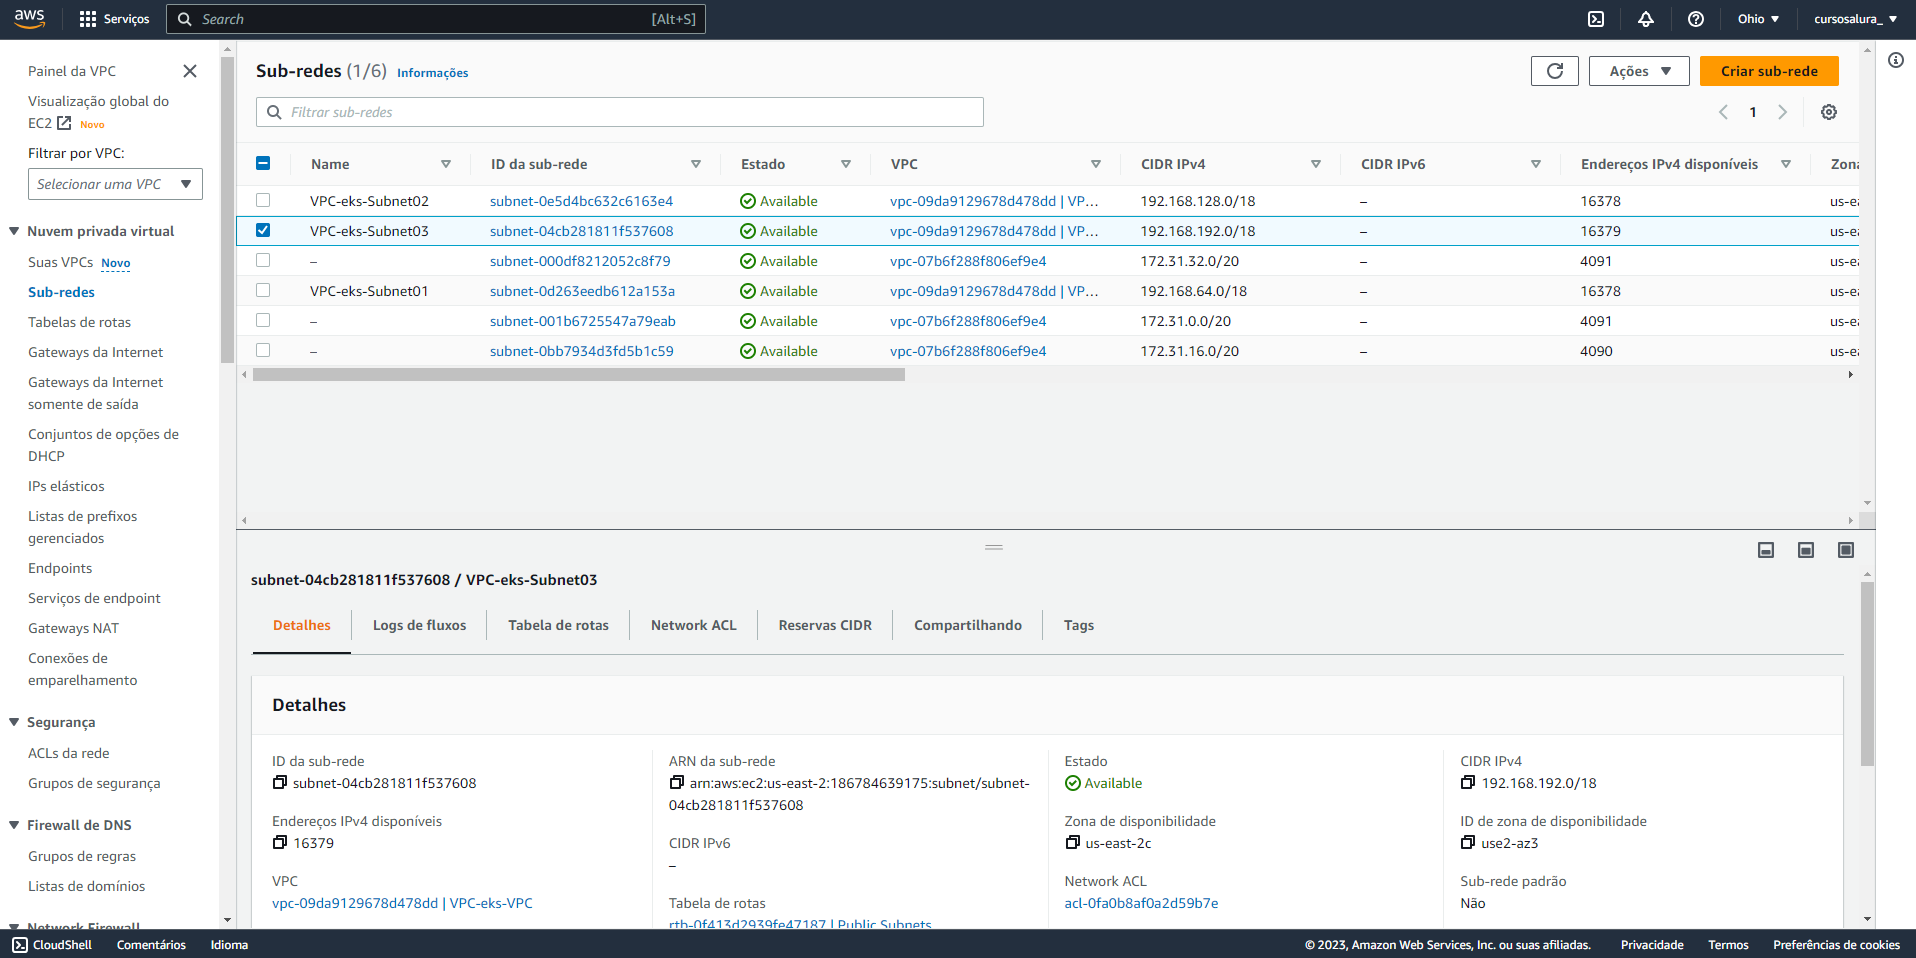 aws Serviços Search [Alt+S] Ohio cursosalura_
Painel da VPC
Visualização global do
EC2 Novo
Filtrar por VPC:
Selecionar uma VPC
Nuvem privada virtual
Suas VPCs Novo
Sub-redes
Tabelas de rotas
Gateways da Internet
Gateways da Internet
somente de saída
Conjuntos de opções de
DHCP
IPs elásticos
Listas de prefixos
gerenciados
Endpoints
Serviços de endpoint
Gateways NAT
Conexões de
emparelhamento
Segurança
ACLs da rede
Grupos de segurança
Firewall de DNS
Grupos de regras
Listas de domínios
Network Firewall
Sub-redes (1/6) Informações
Ações Criar sub-rede
Filtrar sub-redes
1
Name ID da sub-rede Estado VPC CIDR IPv4 CIDR IPv6 Endereços IPv4 disponíveis Zona
VPC-eks-Subnet02 subnet-0e5d4bc632c6163e4 Available vpc-09da9129678d478dd | VP... 192.168.128.0/18 – 16378 us-ea
VPC-eks-Subnet03 subnet-04cb281811f537608 Available vpc-09da9129678d478dd | VP... 192.168.192.0/18 – 16379 us-ea
– subnet-000df8212052c8f79 Available vpc-07b6f288f806ef9e4 172.31.32.0/20 – 4091 us-ea
VPC-eks-Subnet01 subnet-0d263eedb612a153a Available vpc-09da9129678d478dd | VP... 192.168.64.0/18 – 16378 us-ea
– subnet-001b6725547a79eab Available vpc-07b6f288f806ef9e4 172.31.0.0/20 – 4091 us-ea
– subnet-0bb7934d3fd5b1c59 Available vpc-07b6f288f806ef9e4 172.31.16.0/20 – 4090 us-ea
subnet-04cb281811f537608 / VPC-eks-Subnet03
Detalhes Logs de fluxos Tabela de rotas Network ACL Reservas CIDR Compartilhando Tags
Detalhes
ID da sub-rede
subnet-04cb281811f537608
Endereços IPv4 disponíveis
16379
VPC
vpc-09da9129678d478dd | VPC-eks-VPC
ARN da sub-rede
arn:aws:ec2:us-east-2:186784639175:subnet/subnet-
04cb281811f537608
CIDR IPv6
–
Tabela de rotas
rtb-0f413d2939fe47187 | Public Subnets
Estado
Available
Zona de disponibilidade
us-east-2c
Network ACL
acl-0fa0b8af0a2d59b7e
CIDR IPv4
192.168.192.0/18
ID de zona de disponibilidade
use2-az3
Sub-rede padrão
Não
CloudShell Comentários Idioma © 2023, Amazon Web Services, Inc. ou suas afiliadas. Privacidade Termos Preferências de cookies